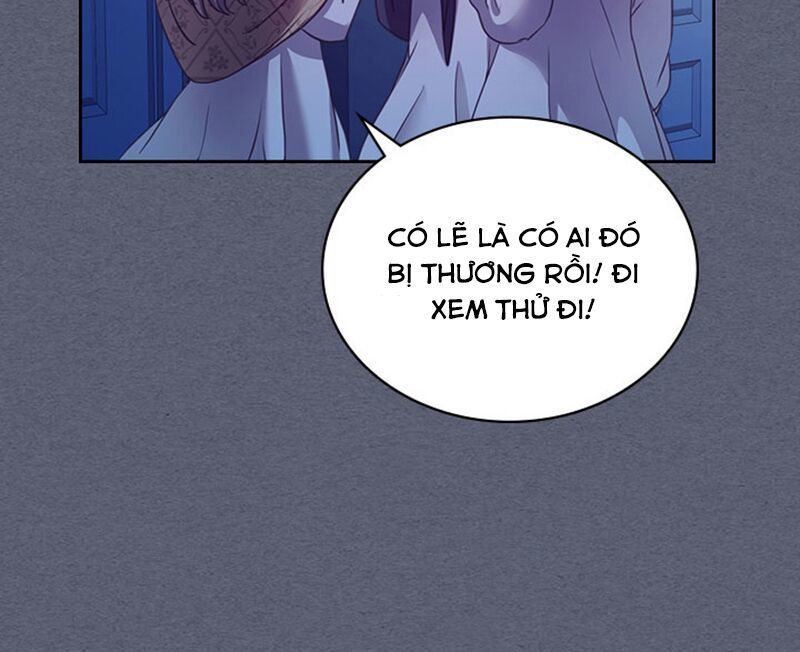 CÓ LẼ LÀ CÓ AI ĐÓ
BỊ THƯƠNG RỒI! ĐI
XEM THỬ ĐI!